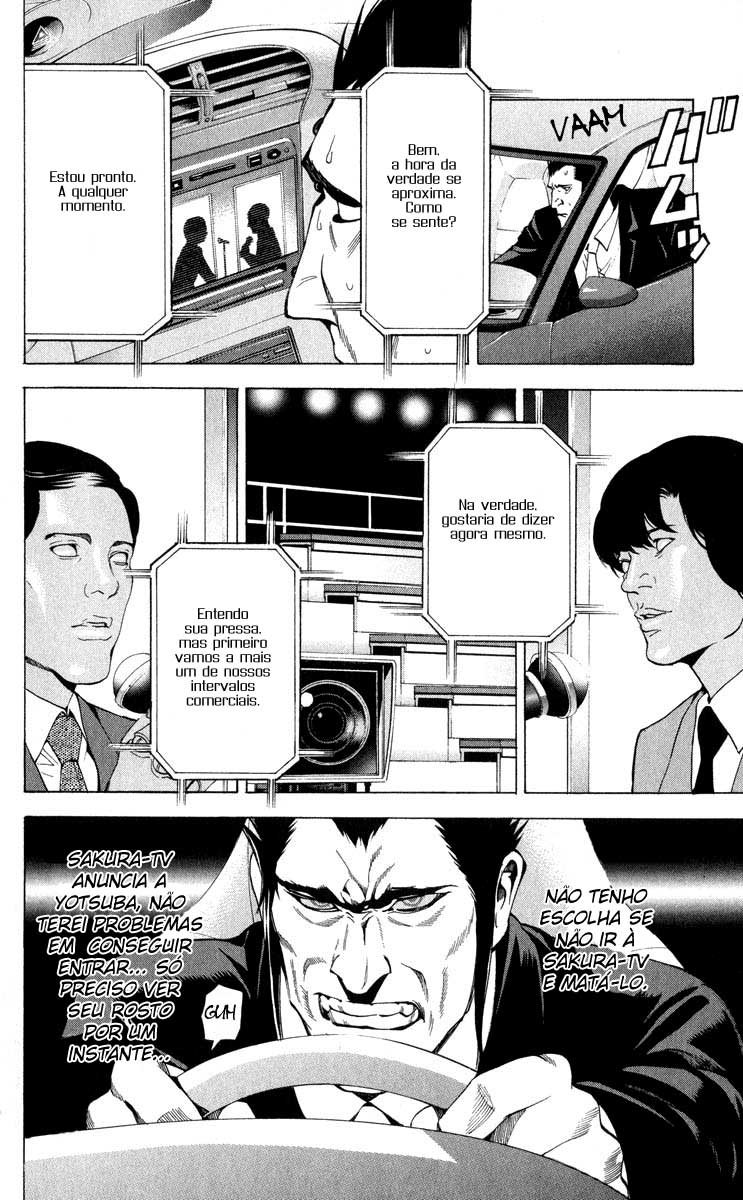 バム
VAAM
Bem,
a hora da
verdade se
aproxima.
Como
se sente?
Estou pronto.
A qualquer
momento.
Na verdade,
gostaria de dizer
agora mesmo.
Entendo
sua pressa,
mas primeiro
vamos a mais
um de nossos
intervalos
comerciais.
NÃO TENHO
ESCOLHA SE
NÃO IR À
SAKURA-TV
E MATÁ-LO.
SAKURA-TV
ANUNCIA A
YOTSUBA, NÃO
TEREI PROBLEMAS
EM CONSEGUIR
ENTRAR... SÓ
PRECISO VER
SEU ROSTO
POR UM
INSTANTE...
GUH